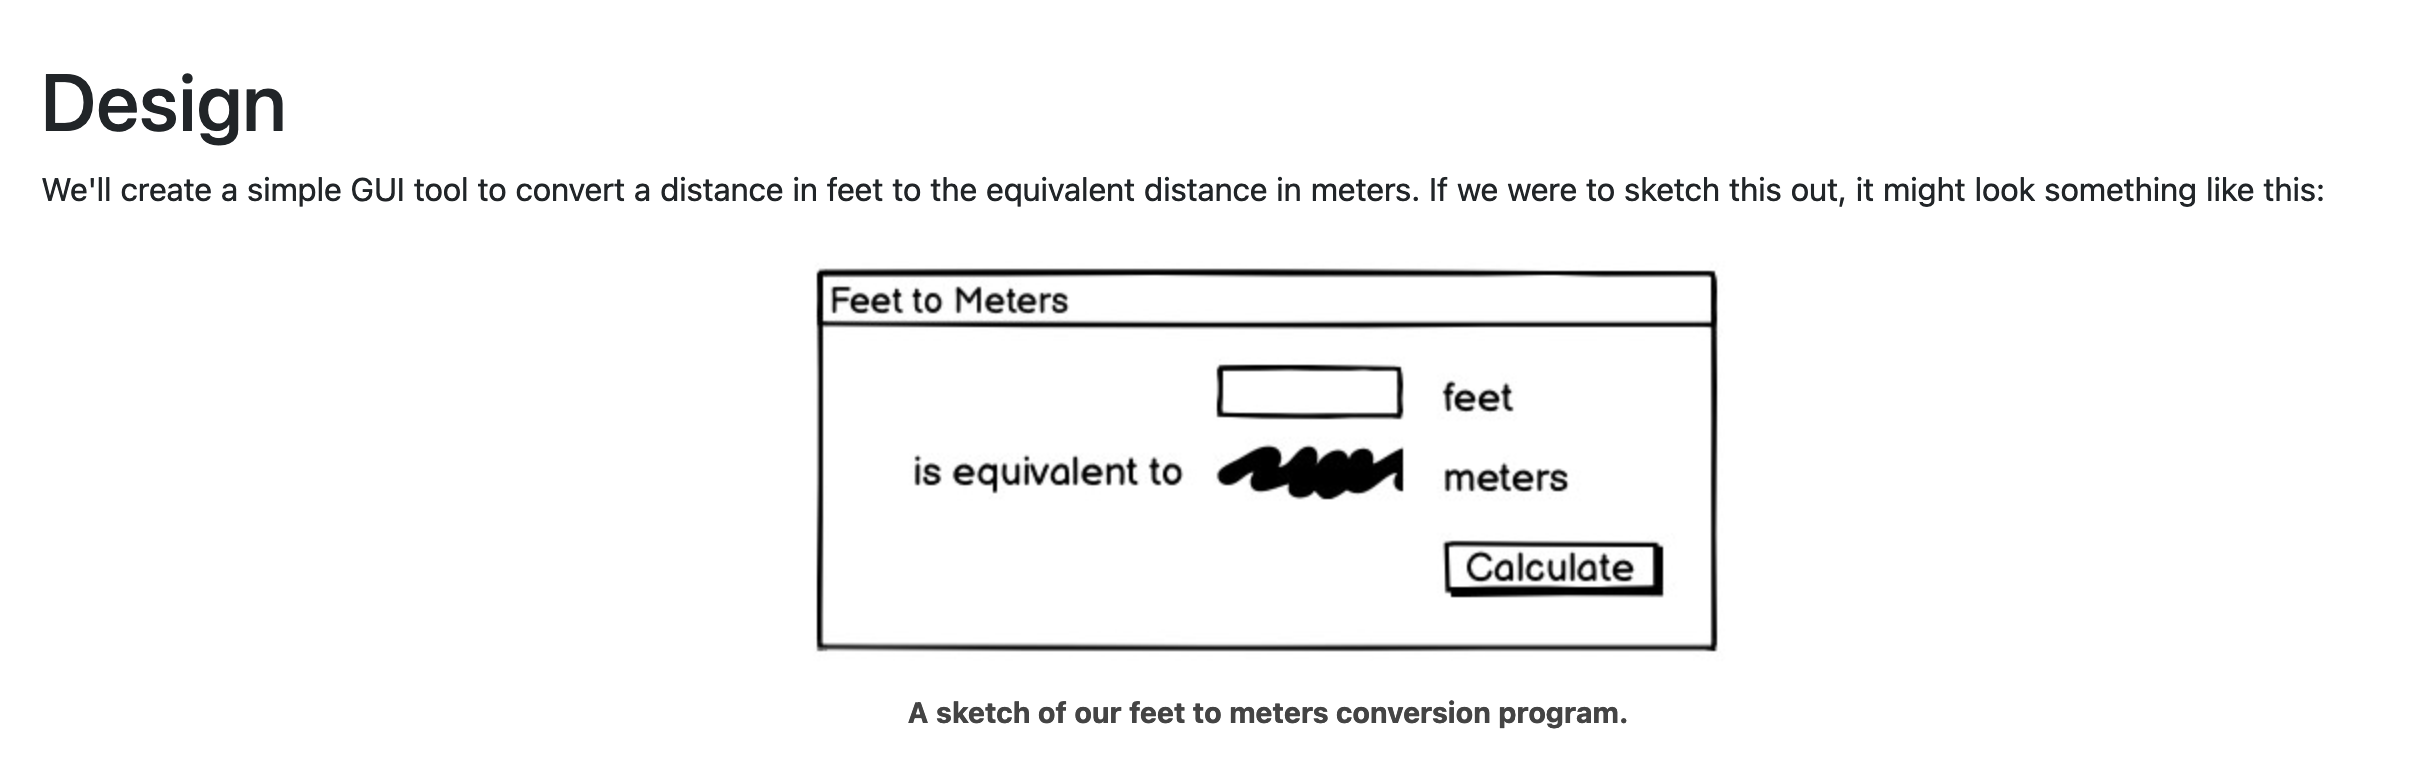 Design
We'll create a simple GUI tool to convert a distance in feet to the equivalent distance in meters. If we were to sketch this out, it might look something like this:
Feet to Meters
feet
is equivalent to meters
Calculate
A sketch of our feet to meters conversion program.